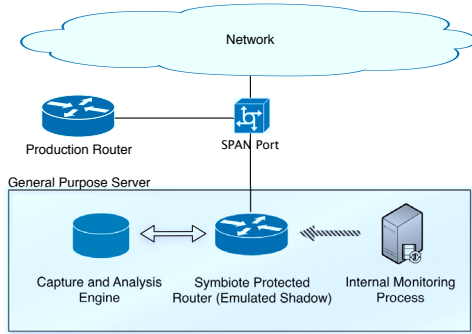 Network
Production Router
SPAN Port
General Purpose Server
Capture and Analysis
Engine
Symbiote Protected
Router (Emulated Shadow)
Internal Monitoring
Process